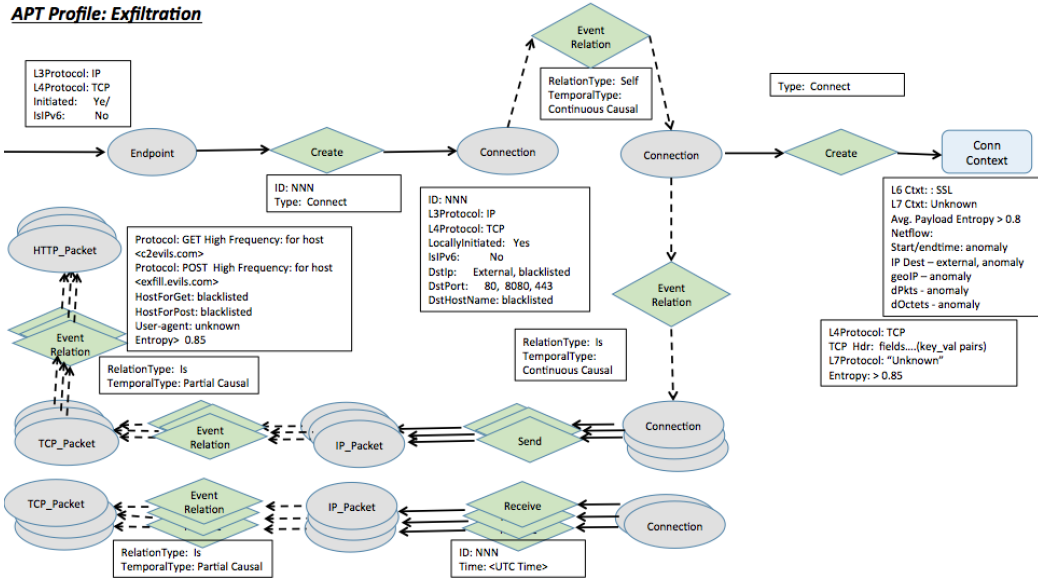 APT Profile: Exfiltration
Event
Relation
L3Protocol: IP
L4Protocol: TCP
Initiated: Ye/
IsIPv6: No
RelationType: Self
TemporalType:
Continuous Causal
Type: Connect
Endpoint
Create
Connection
Connection
Create
Conn
Context
ID: NNN
Type: Connect
ID: NNN
L3Protocol: IP
L4Protocol: TCP
LocallyInitiated: Yes
IsIPv6: No
DstIp: External, blacklisted
DstPort: 80, 8080, 443
DstHostName: blacklisted
L6 Ctxt: : SSL
L7 Ctxt: Unknown
Avg. Payload Entropy > 0.8
Netflow:
Start/endtime: anomaly
IP Dest – external, anomaly
geoIP – anomaly
dPkts - anomaly
dOctets - anomaly
HTTP_Packet
Protocol: GET High Frequency: for host
<c2evils.com>
Protocol: POST High Frequency: for host
<exfill.evils.com>
HostForGet: blacklisted
HostForPost: blacklisted
User-agent: unknown
Entropy> 0.85
Event
Relation
Event
Relation
RelationType: Is
TemporalType:
Continuous Causal
L4Protocol: TCP
TCP Hdr: fields....(key_val pairs)
L7Protocol: "Unknown"
Entropy: > 0.85
RelationType: Is
TemporalType: Partial Causal
TCP_Packet
Event
Relation
IP_Packet
Send
Connection
TCP_Packet
Event
Relation
IP_Packet
Receive
Connection
RelationType: Is
TemporalType: Partial Causal
ID: NNN
Time: <UTC Time>